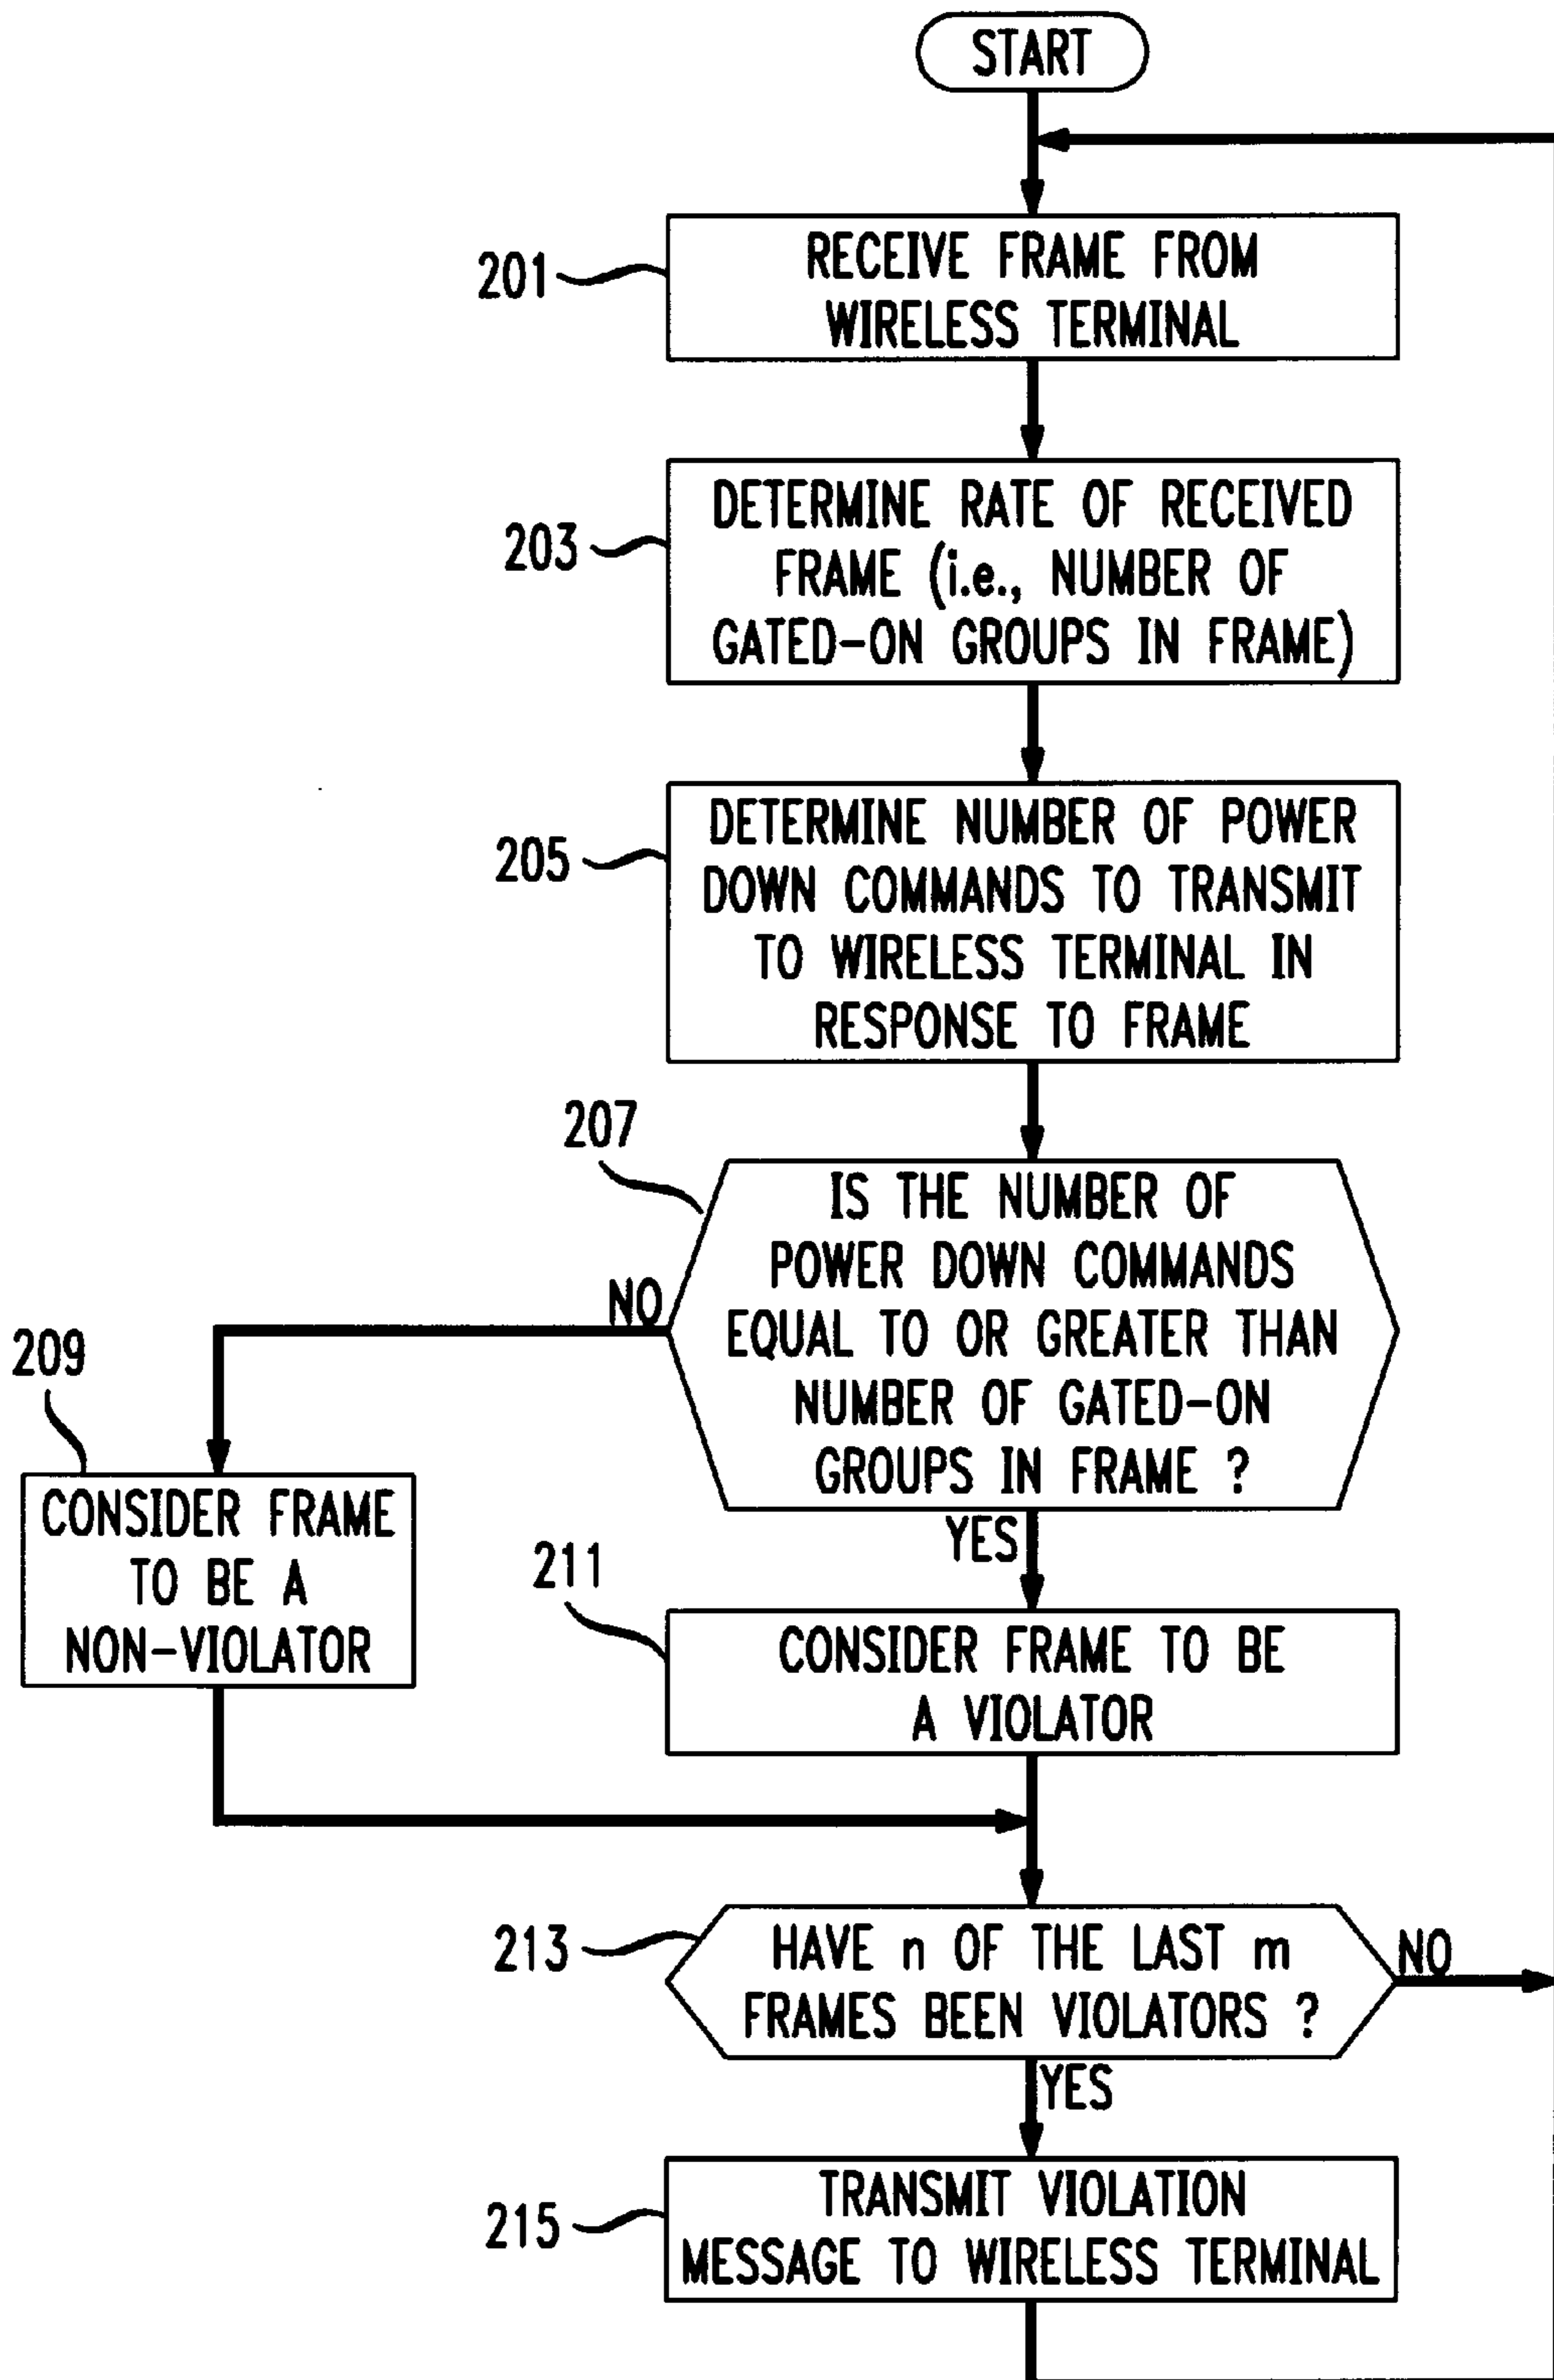 START
201
RECEIVE FRAME FROM
WIRELESS TERMINAL
203
DETERMINE RATE OF RECEIVED
FRAME (i.e., NUMBER OF
GATED-ON GROUPS IN FRAME)
205
DETERMINE NUMBER OF POWER
DOWN COMMANDS TO TRANSMIT
TO WIRELESS TERMINAL IN
RESPONSE TO FRAME
207
IS THE NUMBER OF
POWER DOWN COMMANDS
EQUAL TO OR GREATER THAN
NUMBER OF GATED-ON
GROUPS IN FRAME ?
NO
209
CONSIDER FRAME
TO BE A
NON-VIOLATOR
YES
211
CONSIDER FRAME TO BE
A VIOLATOR
213
HAVE n OF THE LAST m
FRAMES BEEN VIOLATORS ?
NO
YES
215
TRANSMIT VIOLATION
MESSAGE TO WIRELESS TERMINAL